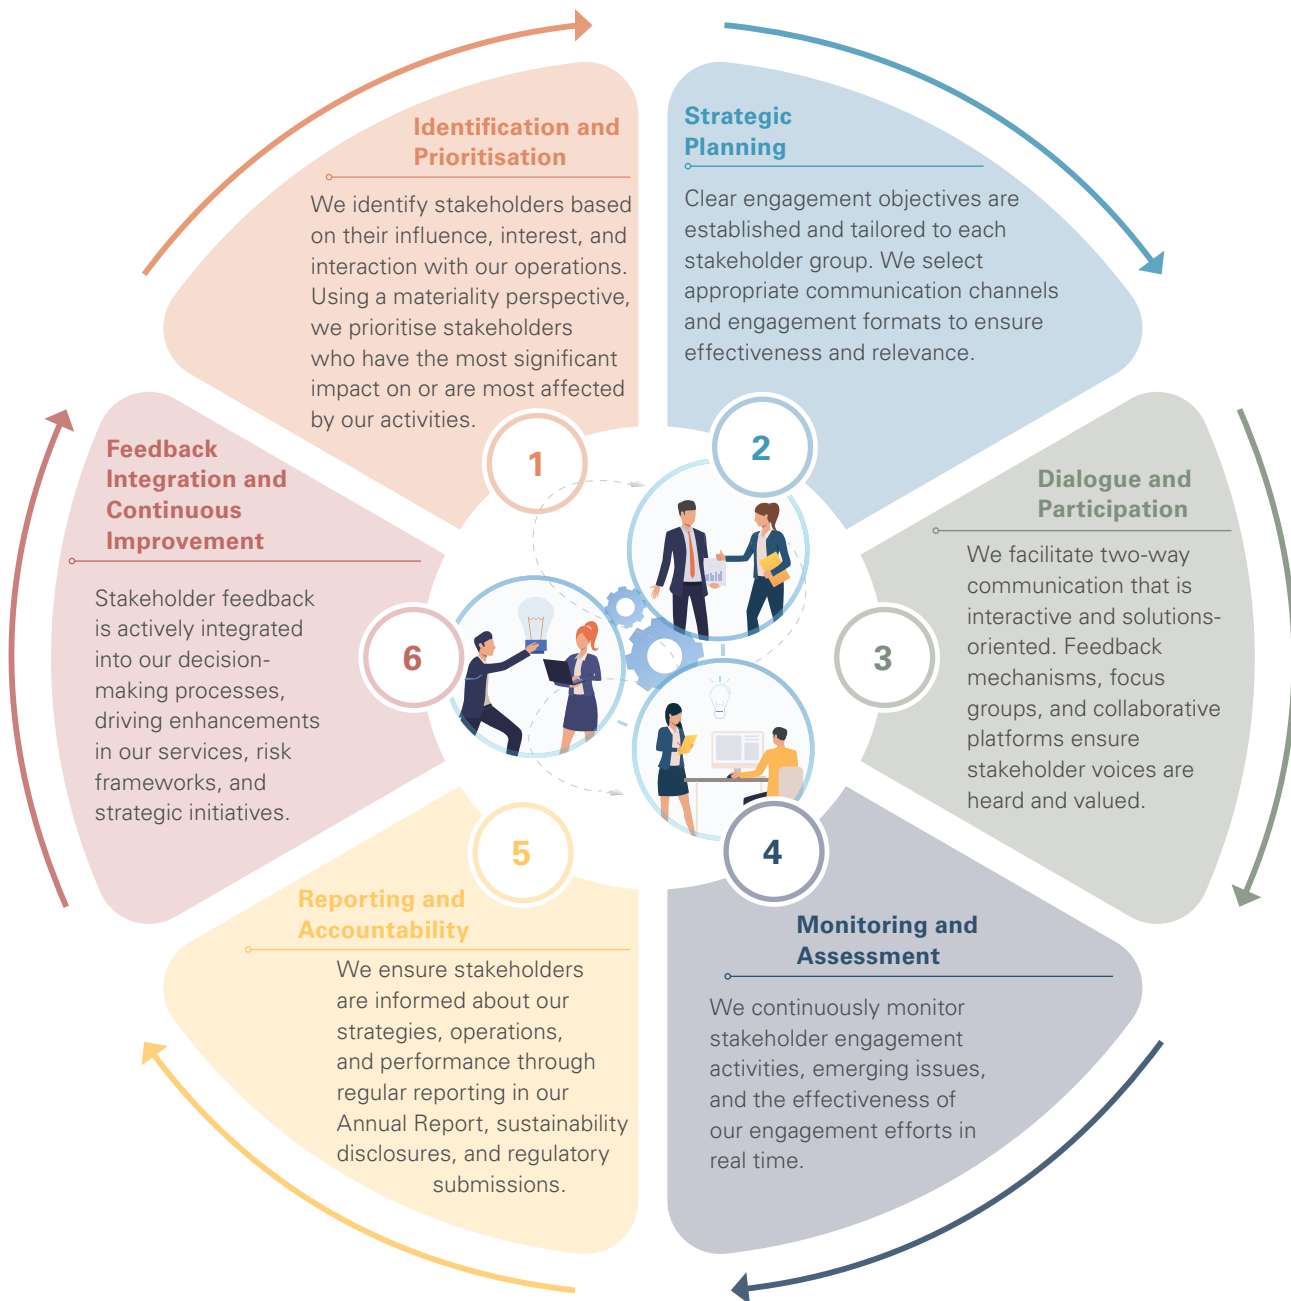 Identification and
Prioritisation
We identify stakeholders based
on their influence, interest, and
interaction with our operations.
Using a materiality perspective,
we prioritise stakeholders
who have the most significant
impact on or are most affected
by our activities.
1
Strategic
Planning
Clear engagement objectives are
established and tailored to each
stakeholder group. We select
appropriate communication channels
and engagement formats to ensure
effectiveness and relevance.
2
Dialogue and
Participation
We facilitate two-way
communication that is
interactive and solutions-
oriented. Feedback
mechanisms, focus
groups, and collaborative
platforms ensure
stakeholder voices are
heard and valued.
3
4
Monitoring and
Assessment
We continuously monitor
stakeholder engagement
activities, emerging issues,
and the effectiveness of
our engagement efforts in
real time.
5
Reporting and
Accountability
We ensure stakeholders
are informed about our
strategies, operations,
and performance through
regular reporting in our
Annual Report, sustainability
disclosures, and regulatory
submissions.
Feedback
Integration and
Continuous
Improvement
Stakeholder feedback
is actively integrated
into our decision-
making processes,
driving enhancements
in our services, risk
frameworks, and
strategic initiatives.
6